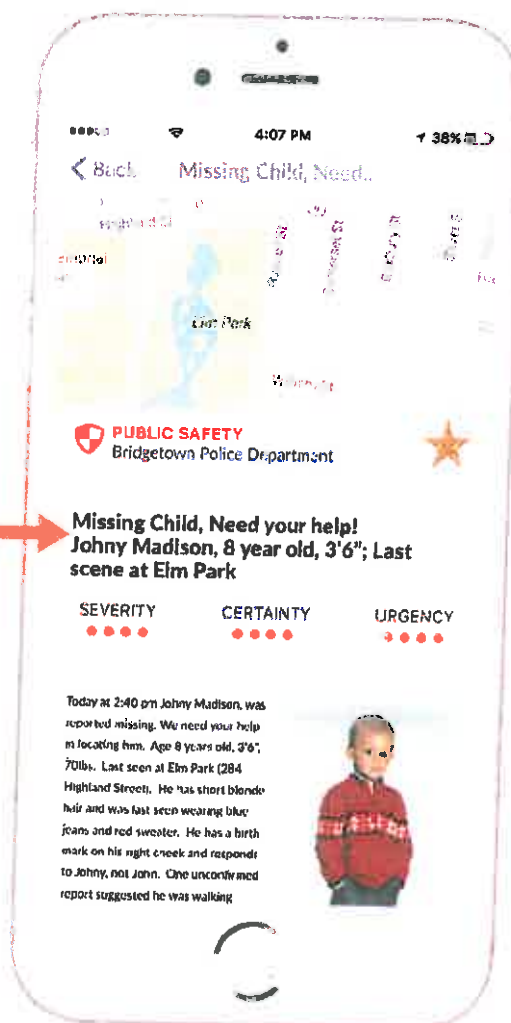 4:07 PM
38%
Back Missing Child, Need..
Elm Park
PUBLIC SAFETY
Bridgetown Police Department
Missing Child, Need your help!
Johny Madison, 8 year old, 3'6"; Last
scene at Elm Park
SEVERITY CERTAINTY URGENCY
Today at 2:40 pm Johny Madison, was
reported missing. We need your help
in locating him. Age 8 years old, 3'6",
70lbs. Last seen at Elm Park (284
Highland Street). He has short blonde
hair and was last seen wearing blue
jeans and red sweater. He has a birth
mark on his right cheek and responds
to Johny, not John. One unconfirmed
report suggested he was walking